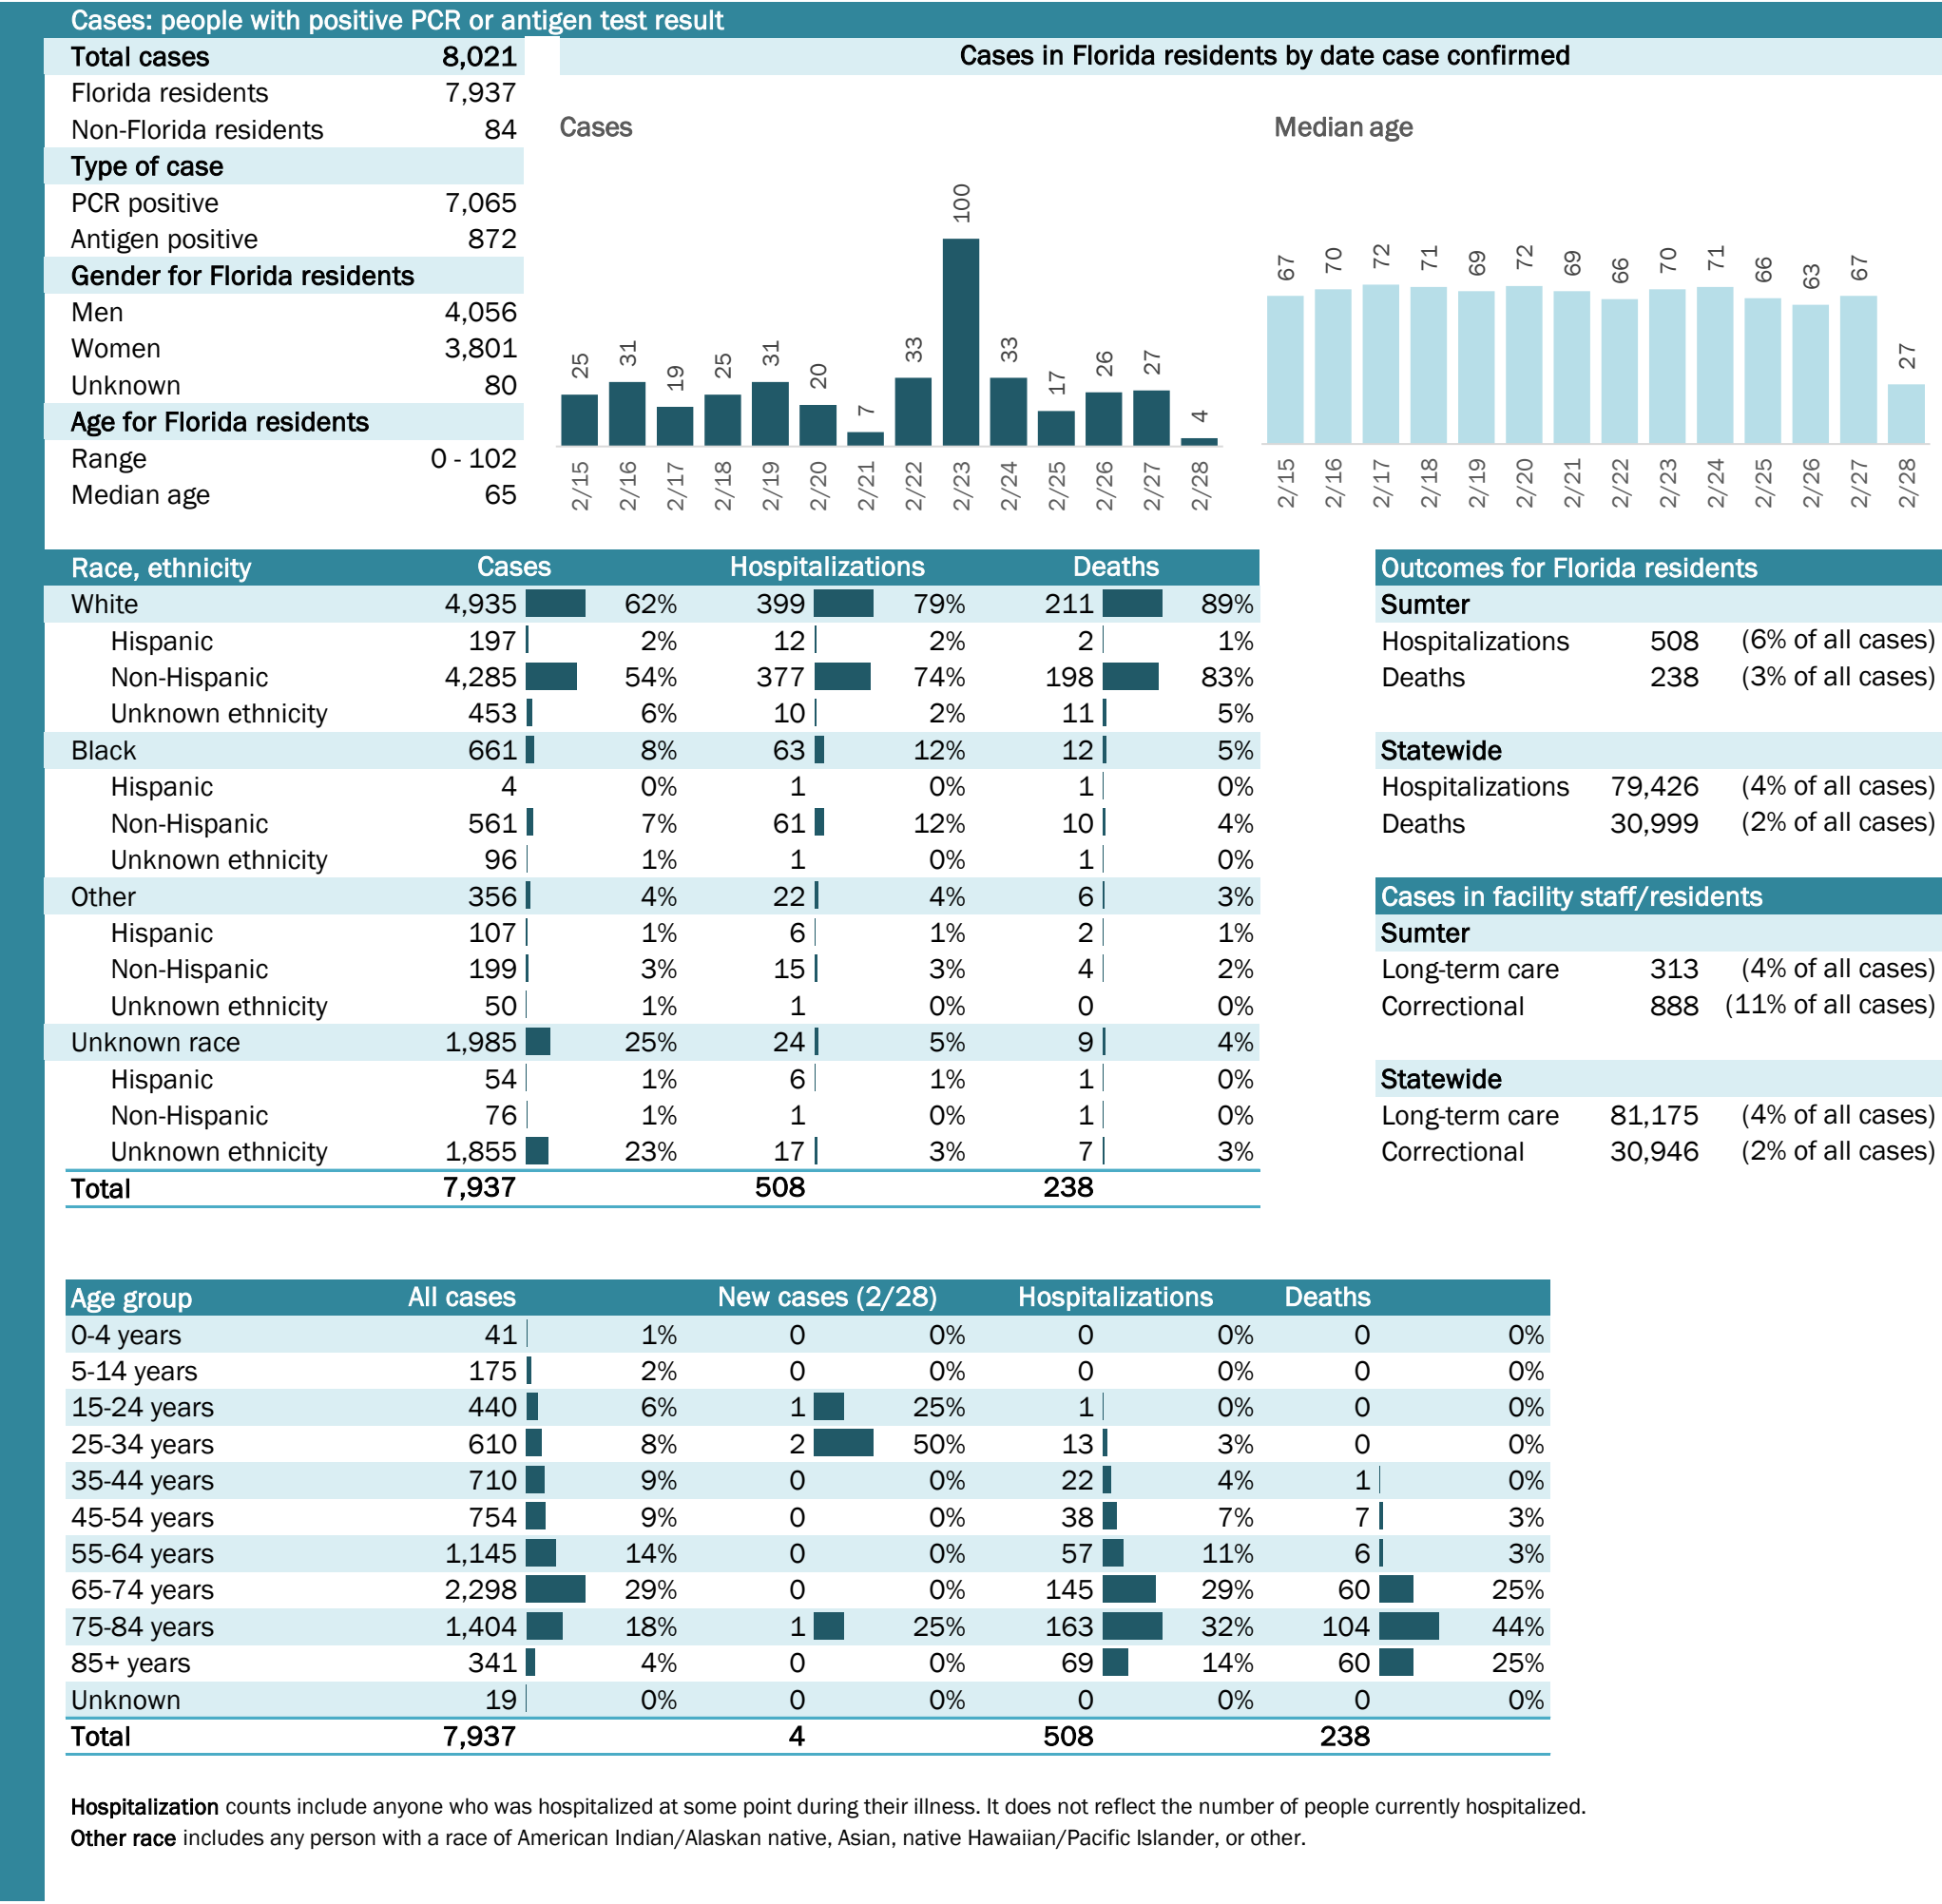 Cases: people with positive PCR or antigen test result
Total cases 8,021
Florida residents 7,937
Non-Florida residents 84
Type of case
PCR positive 7,065
Antigen positive 872
Gender for Florida residents
Men 4,056
Women 3,801
Unknown 80
Age for Florida residents
Range 0 - 102
Median age 65
Cases in Florida residents by date case confirmed
Cases
25 31 19 25 31 20 7 33 100 33 17 26 27 4
2/15 2/16 2/17 2/18 2/19 2/20 2/21 2/22 2/23 2/24 2/25 2/26 2/27 2/28
Median age
67 70 72 71 69 72 69 66 70 71 66 63 67 27
2/15 2/16 2/17 2/18 2/19 2/20 2/21 2/22 2/23 2/24 2/25 2/26 2/27 2/28
Race, ethnicity Cases Hospitalizations Deaths
White 4,935 62% 399 79% 211 89%
Hispanic 197 2% 12 2% 2 1%
Non-Hispanic 4,285 54% 377 74% 198 83%
Unknown ethnicity 453 6% 10 2% 11 5%
Black 661 8% 63 12% 12 5%
Hispanic 4 0% 1 0% 1 0%
Non-Hispanic 561 7% 61 12% 10 4%
Unknown ethnicity 96 1% 1 0% 1 0%
Other 356 4% 22 4% 6 3%
Hispanic 107 1% 6 1% 2 1%
Non-Hispanic 199 3% 15 3% 4 2%
Unknown ethnicity 50 1% 1 0% 0 0%
Unknown race 1,985 25% 24 5% 9 4%
Hispanic 54 1% 6 1% 1 0%
Non-Hispanic 76 1% 1 0% 1 0%
Unknown ethnicity 1,855 23% 17 3% 7 3%
Total 7,937 508 238
Outcomes for Florida residents
Sumter
Hospitalizations 508 (6% of all cases)
Deaths 238 (3% of all cases)
Statewide
Hospitalizations 79,426 (4% of all cases)
Deaths 30,999 (2% of all cases)
Cases in facility staff/residents
Sumter
Long-term care 313 (4% of all cases)
Correctional 888 (11% of all cases)
Statewide
Long-term care 81,175 (4% of all cases)
Correctional 30,946 (2% of all cases)
Age group All cases New cases (2/28) Hospitalizations Deaths
0-4 years 41 1% 0 0% 0 0% 0 0%
5-14 years 175 2% 0 0% 0 0% 0 0%
15-24 years 440 6% 1 25% 1 0% 0 0%
25-34 years 610 8% 2 50% 13 3% 0 0%
35-44 years 710 9% 0 0% 22 4% 1 0%
45-54 years 754 9% 0 0% 38 7% 7 3%
55-64 years 1,145 14% 0 0% 57 11% 6 3%
65-74 years 2,298 29% 0 0% 145 29% 60 25%
75-84 years 1,404 18% 1 25% 163 32% 104 44%
85+ years 341 4% 0 0% 69 14% 60 25%
Unknown 19 0% 0 0% 0 0% 0 0%
Total 7,937 4 508 238
Hospitalization counts include anyone who was hospitalized at some point during their illness. It does not reflect the number of people currently hospitalized.
Other race includes any person with a race of American Indian/Alaskan native, Asian, native Hawaiian/Pacific Islander, or other.